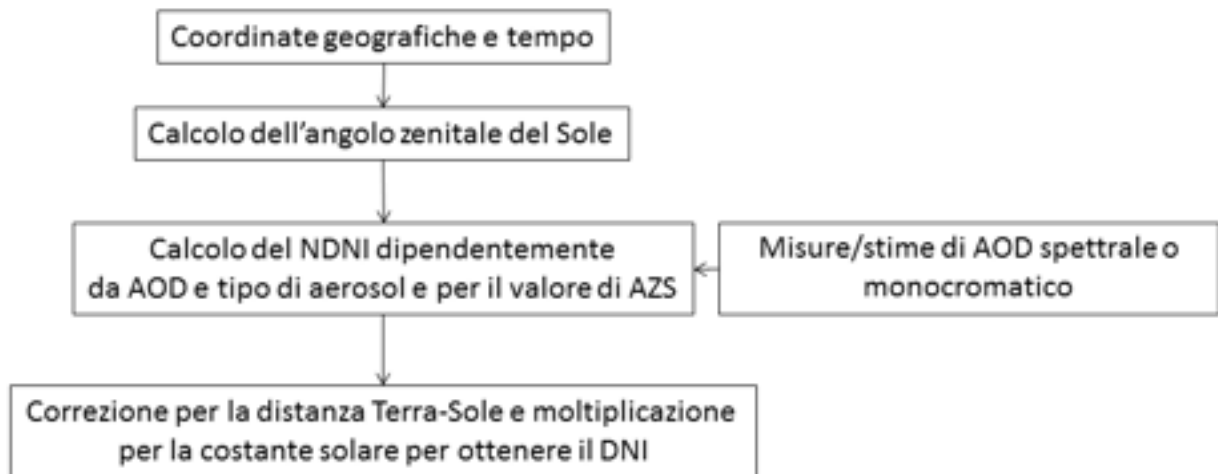 Coordinate geografiche e tempo
Calcolo dell'angolo zenitale del Sole
Calcolo del NDNI dipendentemente
da AOD e tipo di aerosol e per il valore di AZS
Misure/stime di AOD spettrale o
monocromatico
Correzione per la distanza Terra-Sole e moltiplicazione
per la costante solare per ottenere il DNI